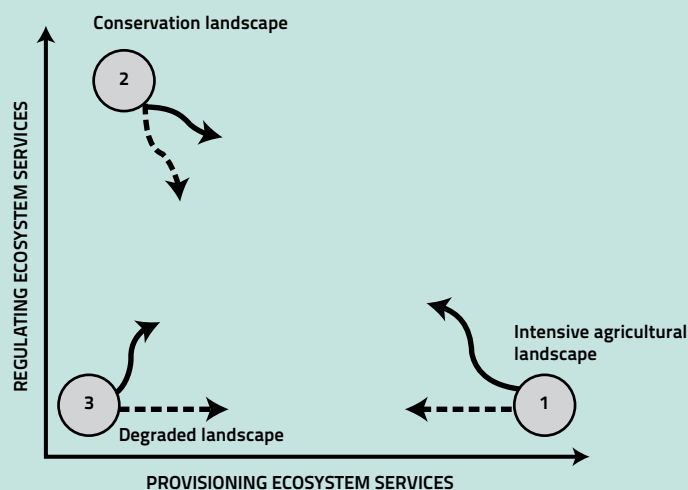 Conservation landscape
2
REGULATING ECOSYSTEM SERVICES
Intensive agricultural
landscape
3
1
Degraded landscape
PROVISIONING ECOSYSTEM SERVICES